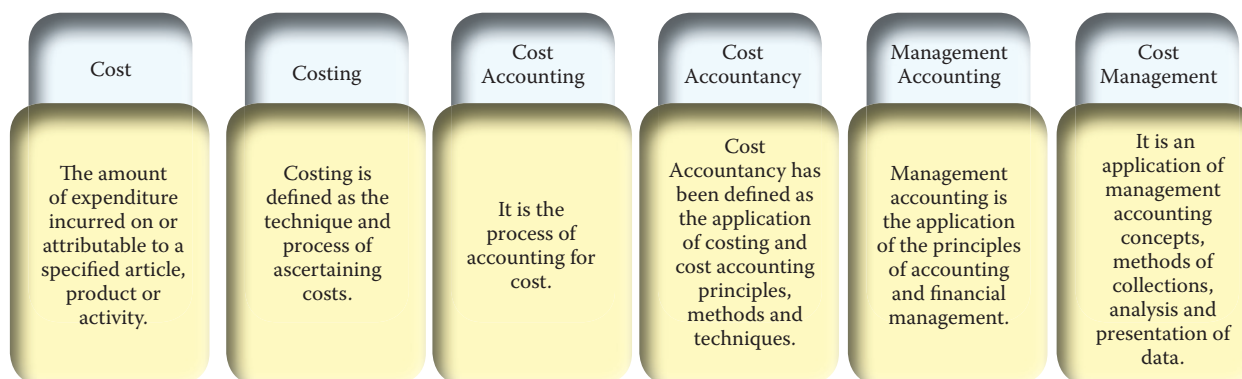 Cost
The amount
of expenditure
incurred on or
attributable to a
specified article,
product or
activity.
Costing
Costing is
defined as the
technique and
process of
ascertaining
costs.
Cost
Accounting
It is the
process of
accounting for
cost.
Cost
Accountancy
Cost
Accountancy has
been defined as
the application
of costing and
cost accounting
principles,
methods and
techniques.
Management
Accounting
Management
accounting is
the application
of the principles
of accounting
and financial
management.
Cost
Management
It is an
application of
management
accounting
concepts,
methods of
collections,
analysis and
presentation of
data.